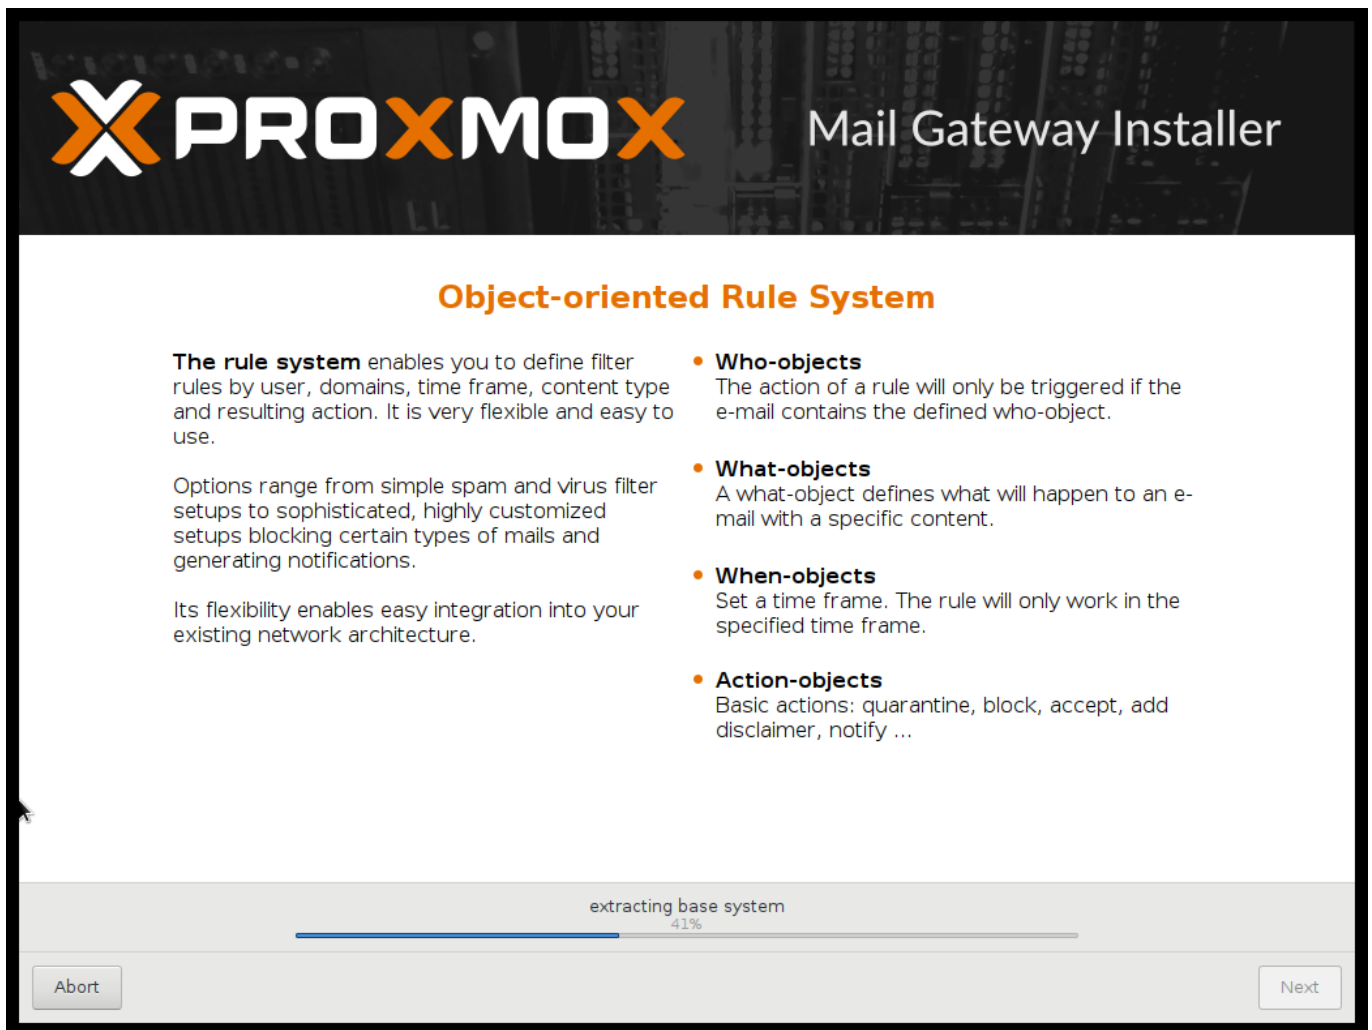 PROXMOX
Mail Gateway Installer
Object-oriented Rule System
The rule system enables you to define filter
rules by user, domains, time frame, content type
and resulting action. It is very flexible and easy to
use.
Options range from simple spam and virus filter
setups to sophisticated, highly customized
setups blocking certain types of mails and
generating notifications.
Its flexibility enables easy integration into your
existing network architecture.
• Who-objects
The action of a rule will only be triggered if the
e-mail contains the defined who-object.
• What-objects
A what-object defines what will happen to an e-
mail with a specific content.
• When-objects
Set a time frame. The rule will only work in the
specified time frame.
• Action-objects
Basic actions: quarantine, block, accept, add
disclaimer, notify ...
extracting base system
41%
Abort
Next